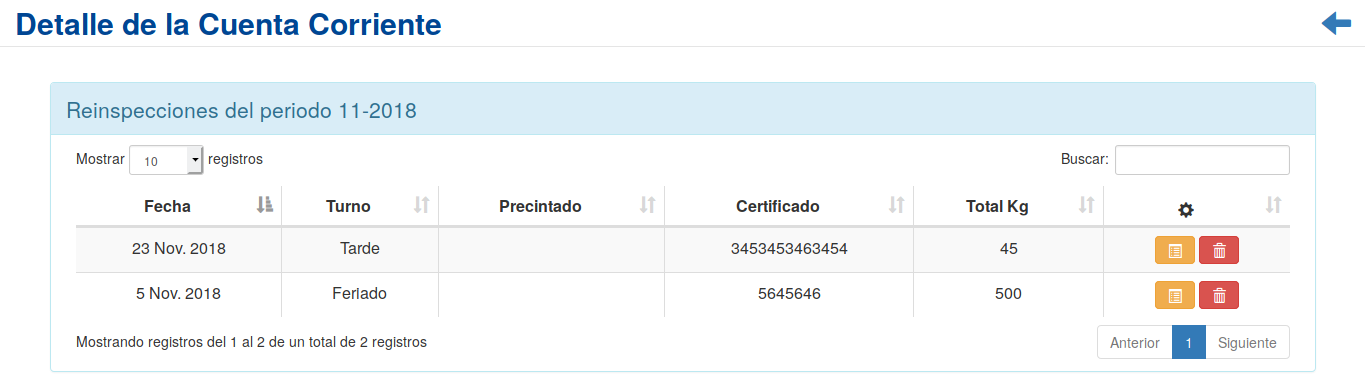 Detalle de la Cuenta Corriente
Reinspecciones del periodo 11-2018
Mostrar 10 registros Buscar:
Fecha Turno Precintado Certificado Total Kg
23 Nov. 2018 Tarde 3453453463454 45
5 Nov. 2018 Feriado 5645646 500
Mostrando registros del 1 al 2 de un total de 2 registros Anterior 1 Siguiente